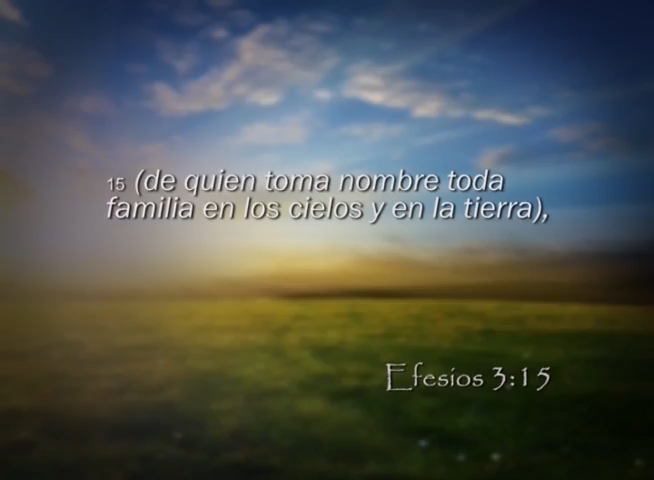 15 (de quien toma nombre toda
familia en los cielos y en la tierra),
Efesios 3:15